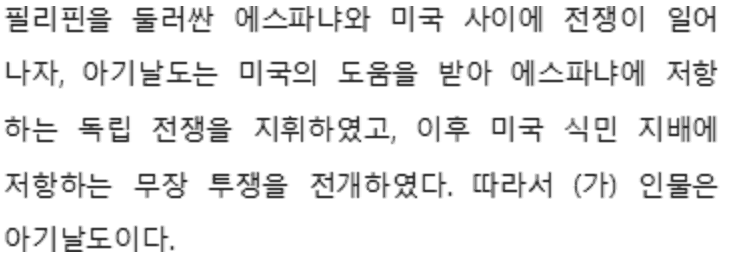 필리핀을 둘러싼 에스파냐와 미국 사이에 전쟁이 일어
나자, 아기날도는 미국의 도움을 받아 에스파냐에 저항
하는 독립 전쟁을 지휘하였고, 이후 미국 식민 지배에
저항하는 무장 투쟁을 전개하였다. 따라서 (가) 인물은
아기날도이다.